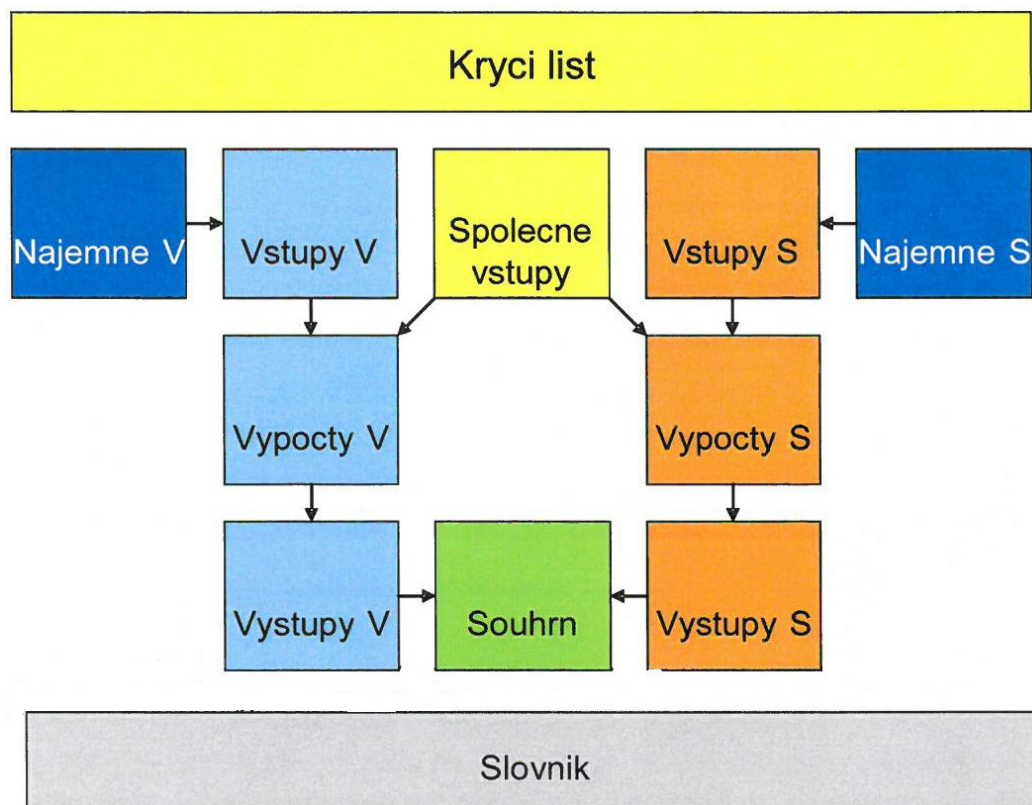 Kryci list
Najemne V
Vstupy V
Spolecne
vstupy
Vstupy S
Najemne S
Vypocty V
Vypocty S
Vystupy V
Souhrn
Vystupy S
Slovnik